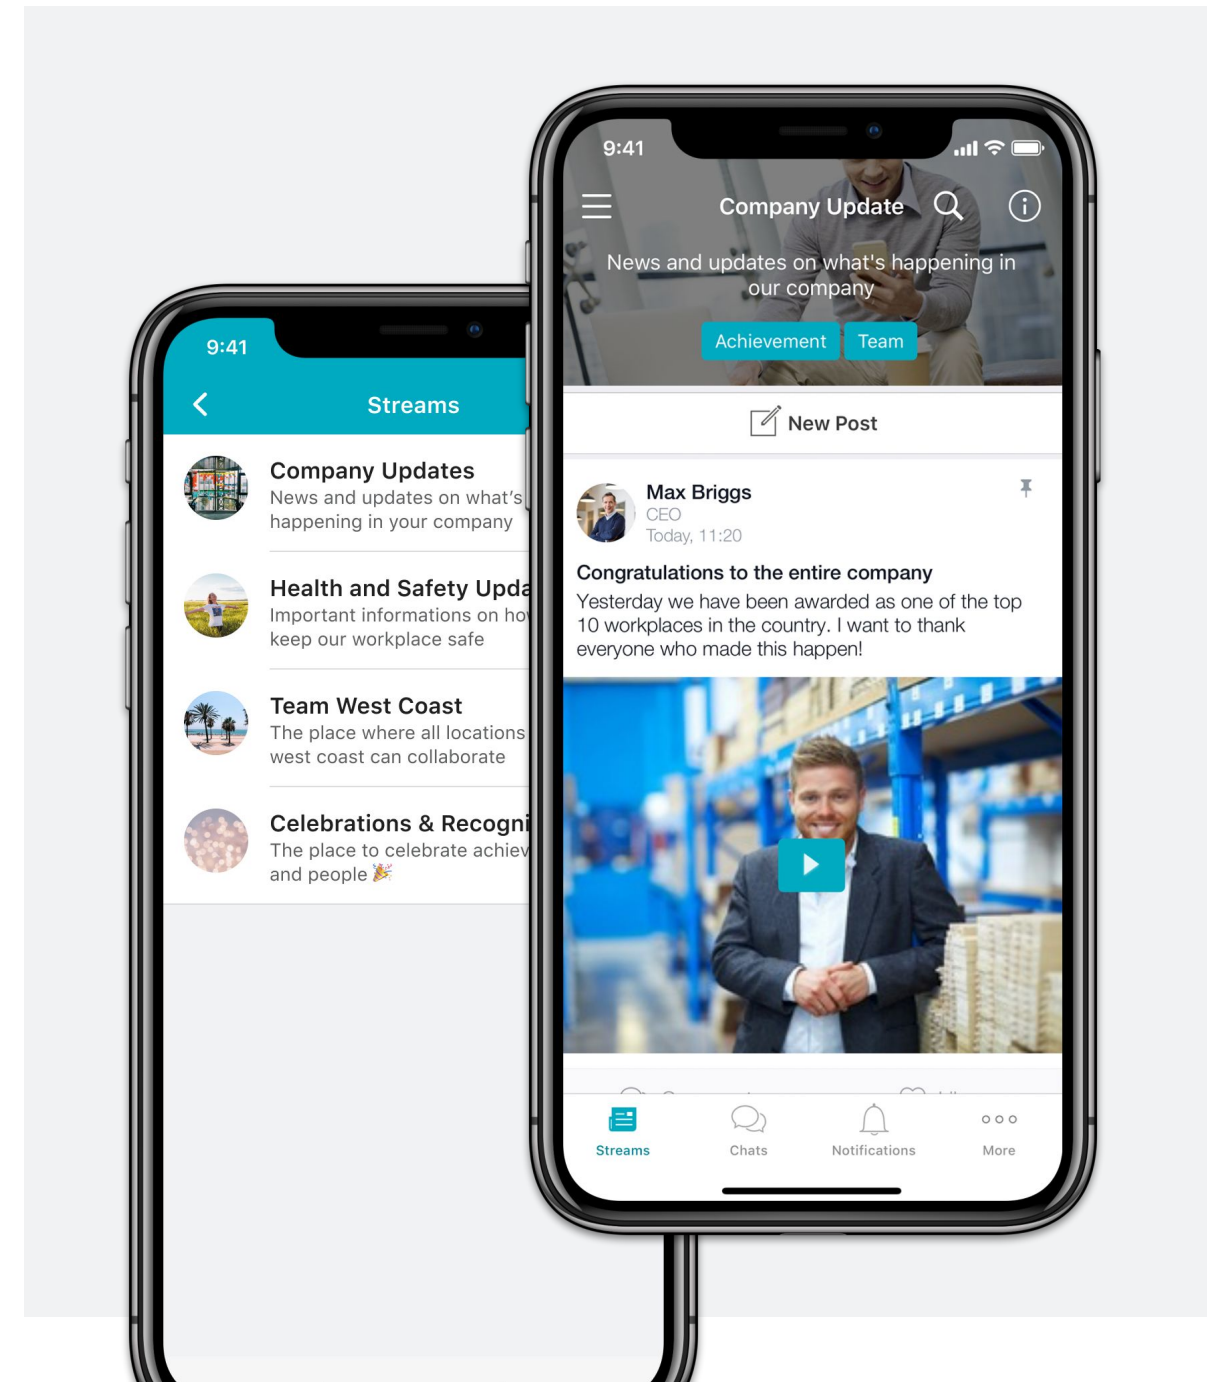 9:41
Company Update
News and updates on what's happening in
our company
Achievement
Team
New Post
Max Briggs
CEO
Today, 11:20
Congratulations to the entire company
Yesterday we have been awarded as one of the top
10 workplaces in the country. I want to thank
everyone who made this happen!
Streams
Chats
Notifications
More
9:41
Streams
Company Updates
News and updates on what's
happening in your company
Health and Safety Upda
Important informations on ho
keep our workplace safe
Team West Coast
The place where all locations
west coast can collaborate
Celebrations & Recogni
The place to celebrate achiev
and people